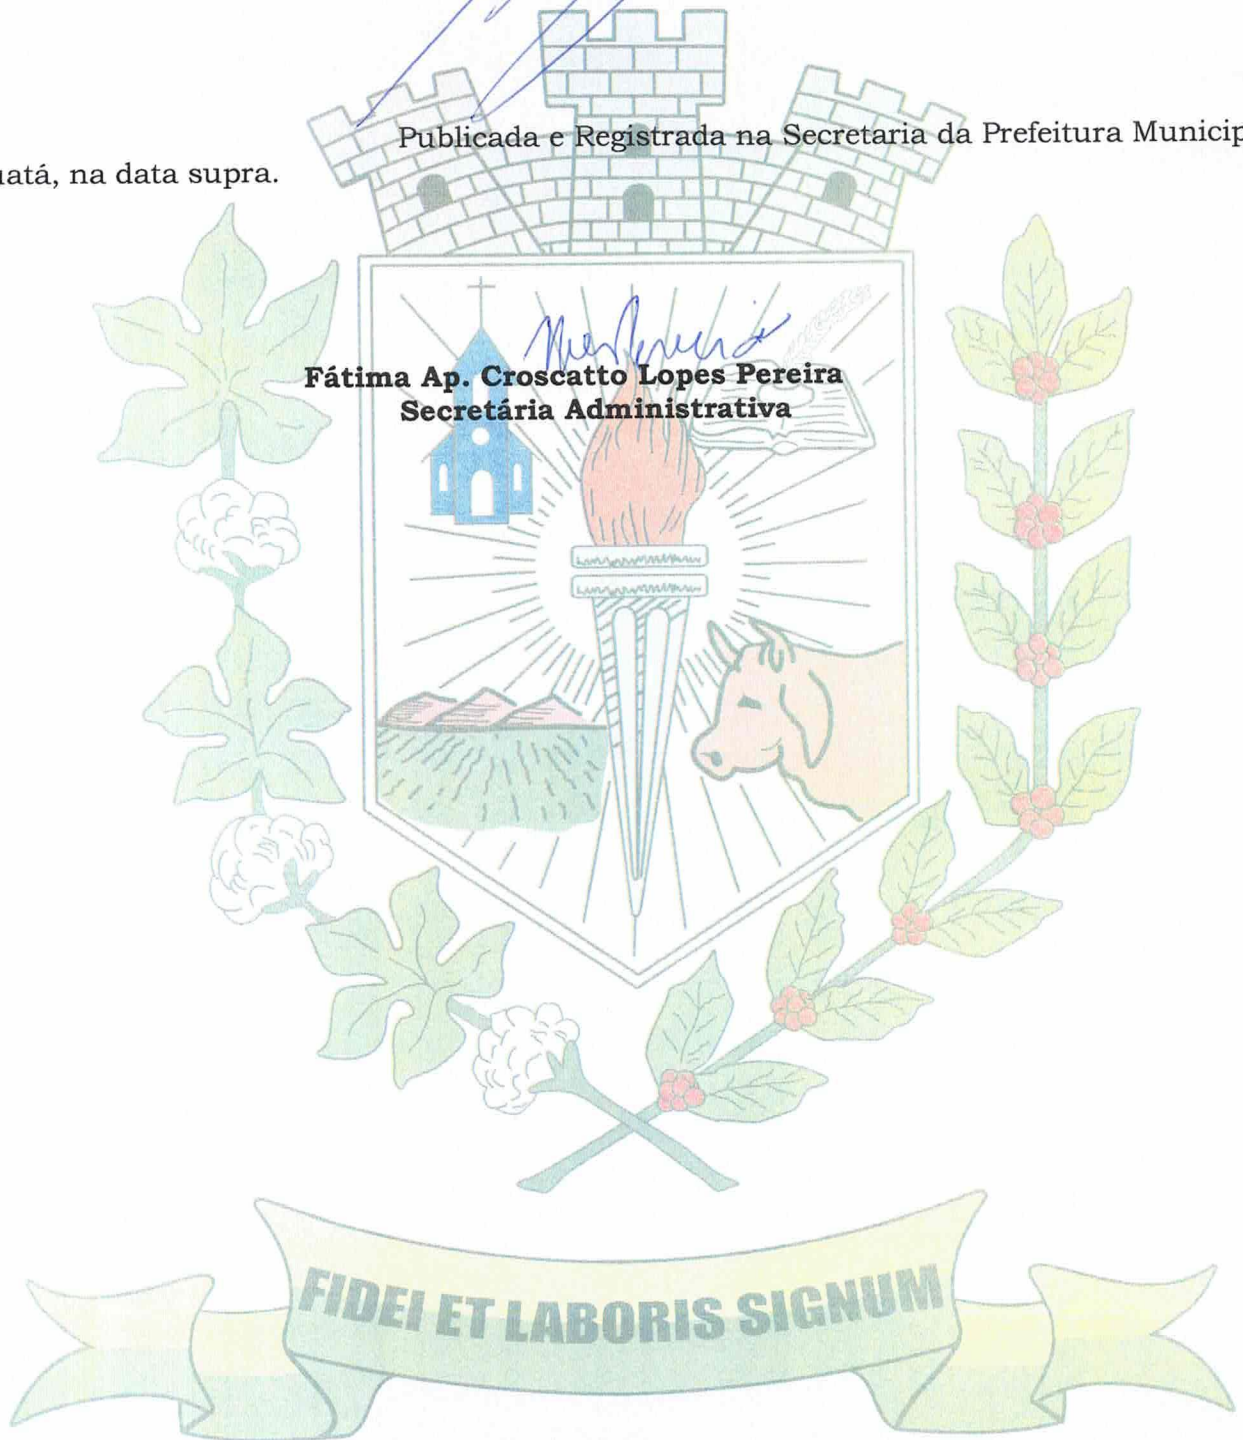 Publicada e Registrada na Secretaria da Prefeitura Municip
uatá, na data supra.
Fátima Ap. Croscatto Lopes Pereira
Secretária Administrativa
FIDEI ET LABORIS SIGNUM